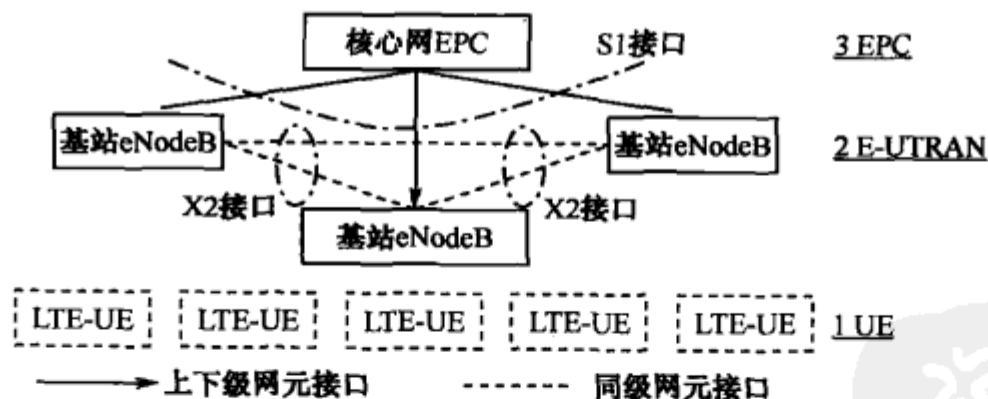 核心网EPC
S1接口
3 EPC
基站eNodeB
基站eNodeB
2 E-UTRAN
X2接口
X2接口
基站eNodeB
LTE-UE
LTE-UE
LTE-UE
LTE-UE
LTE-UE
1 UE
上下级网元接口
同级网元接口